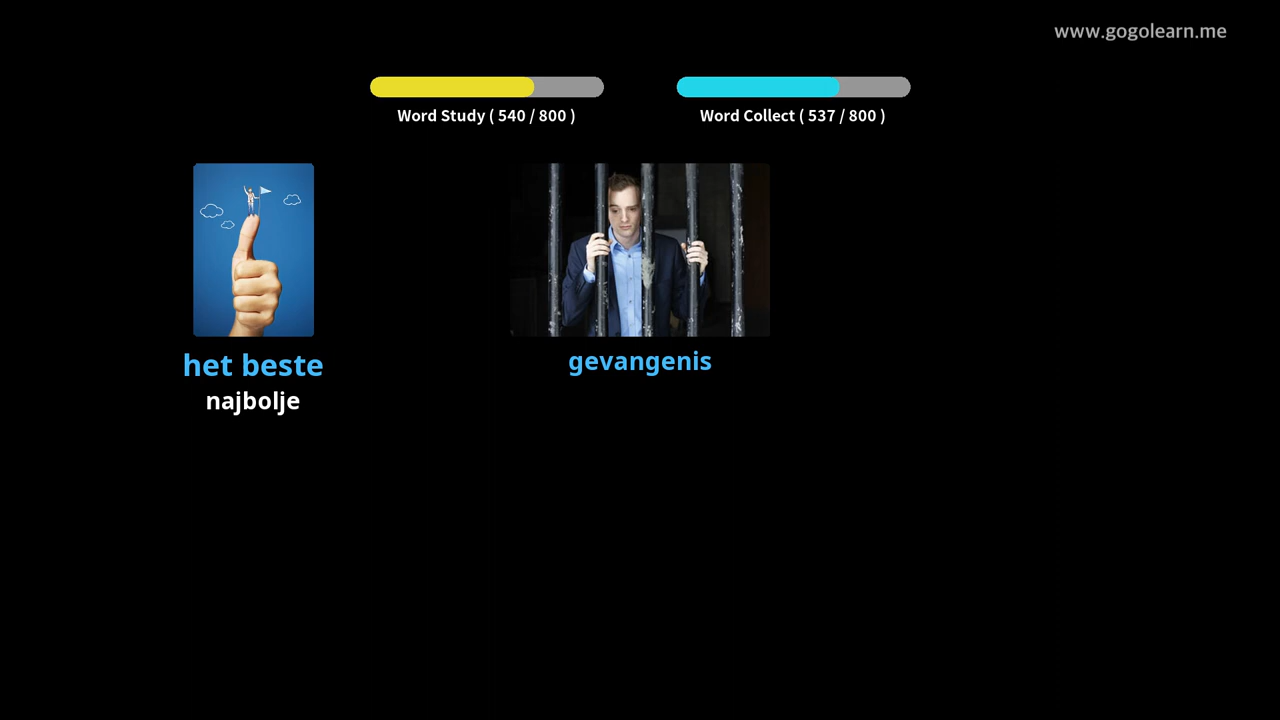 www.gogolearn.me
Word Study ( 540 / 800 )
Word Collect ( 537 / 800 )
het beste
najbolje
gevangenis